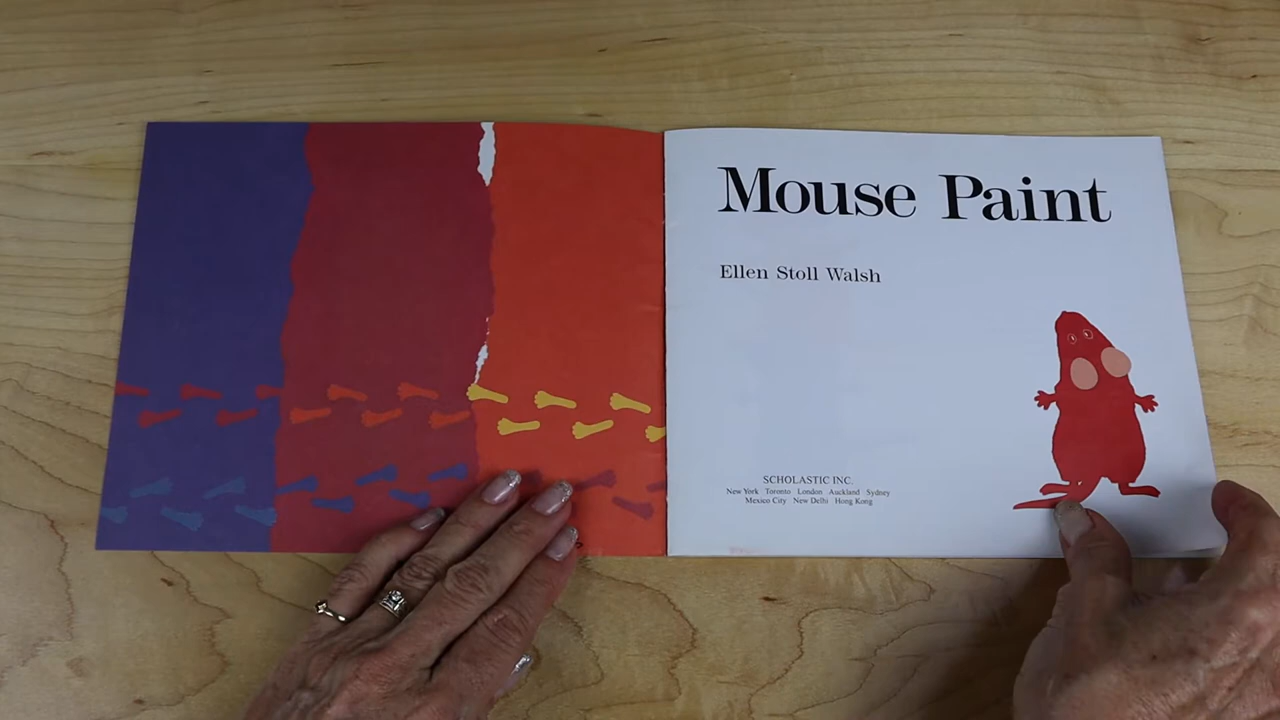 Mouse Paint
Ellen Stoll Walsh
SCHOLASTIC INC.
New York Toronto London Auckland Sydney
Mexico City New Delhi Hong Kong